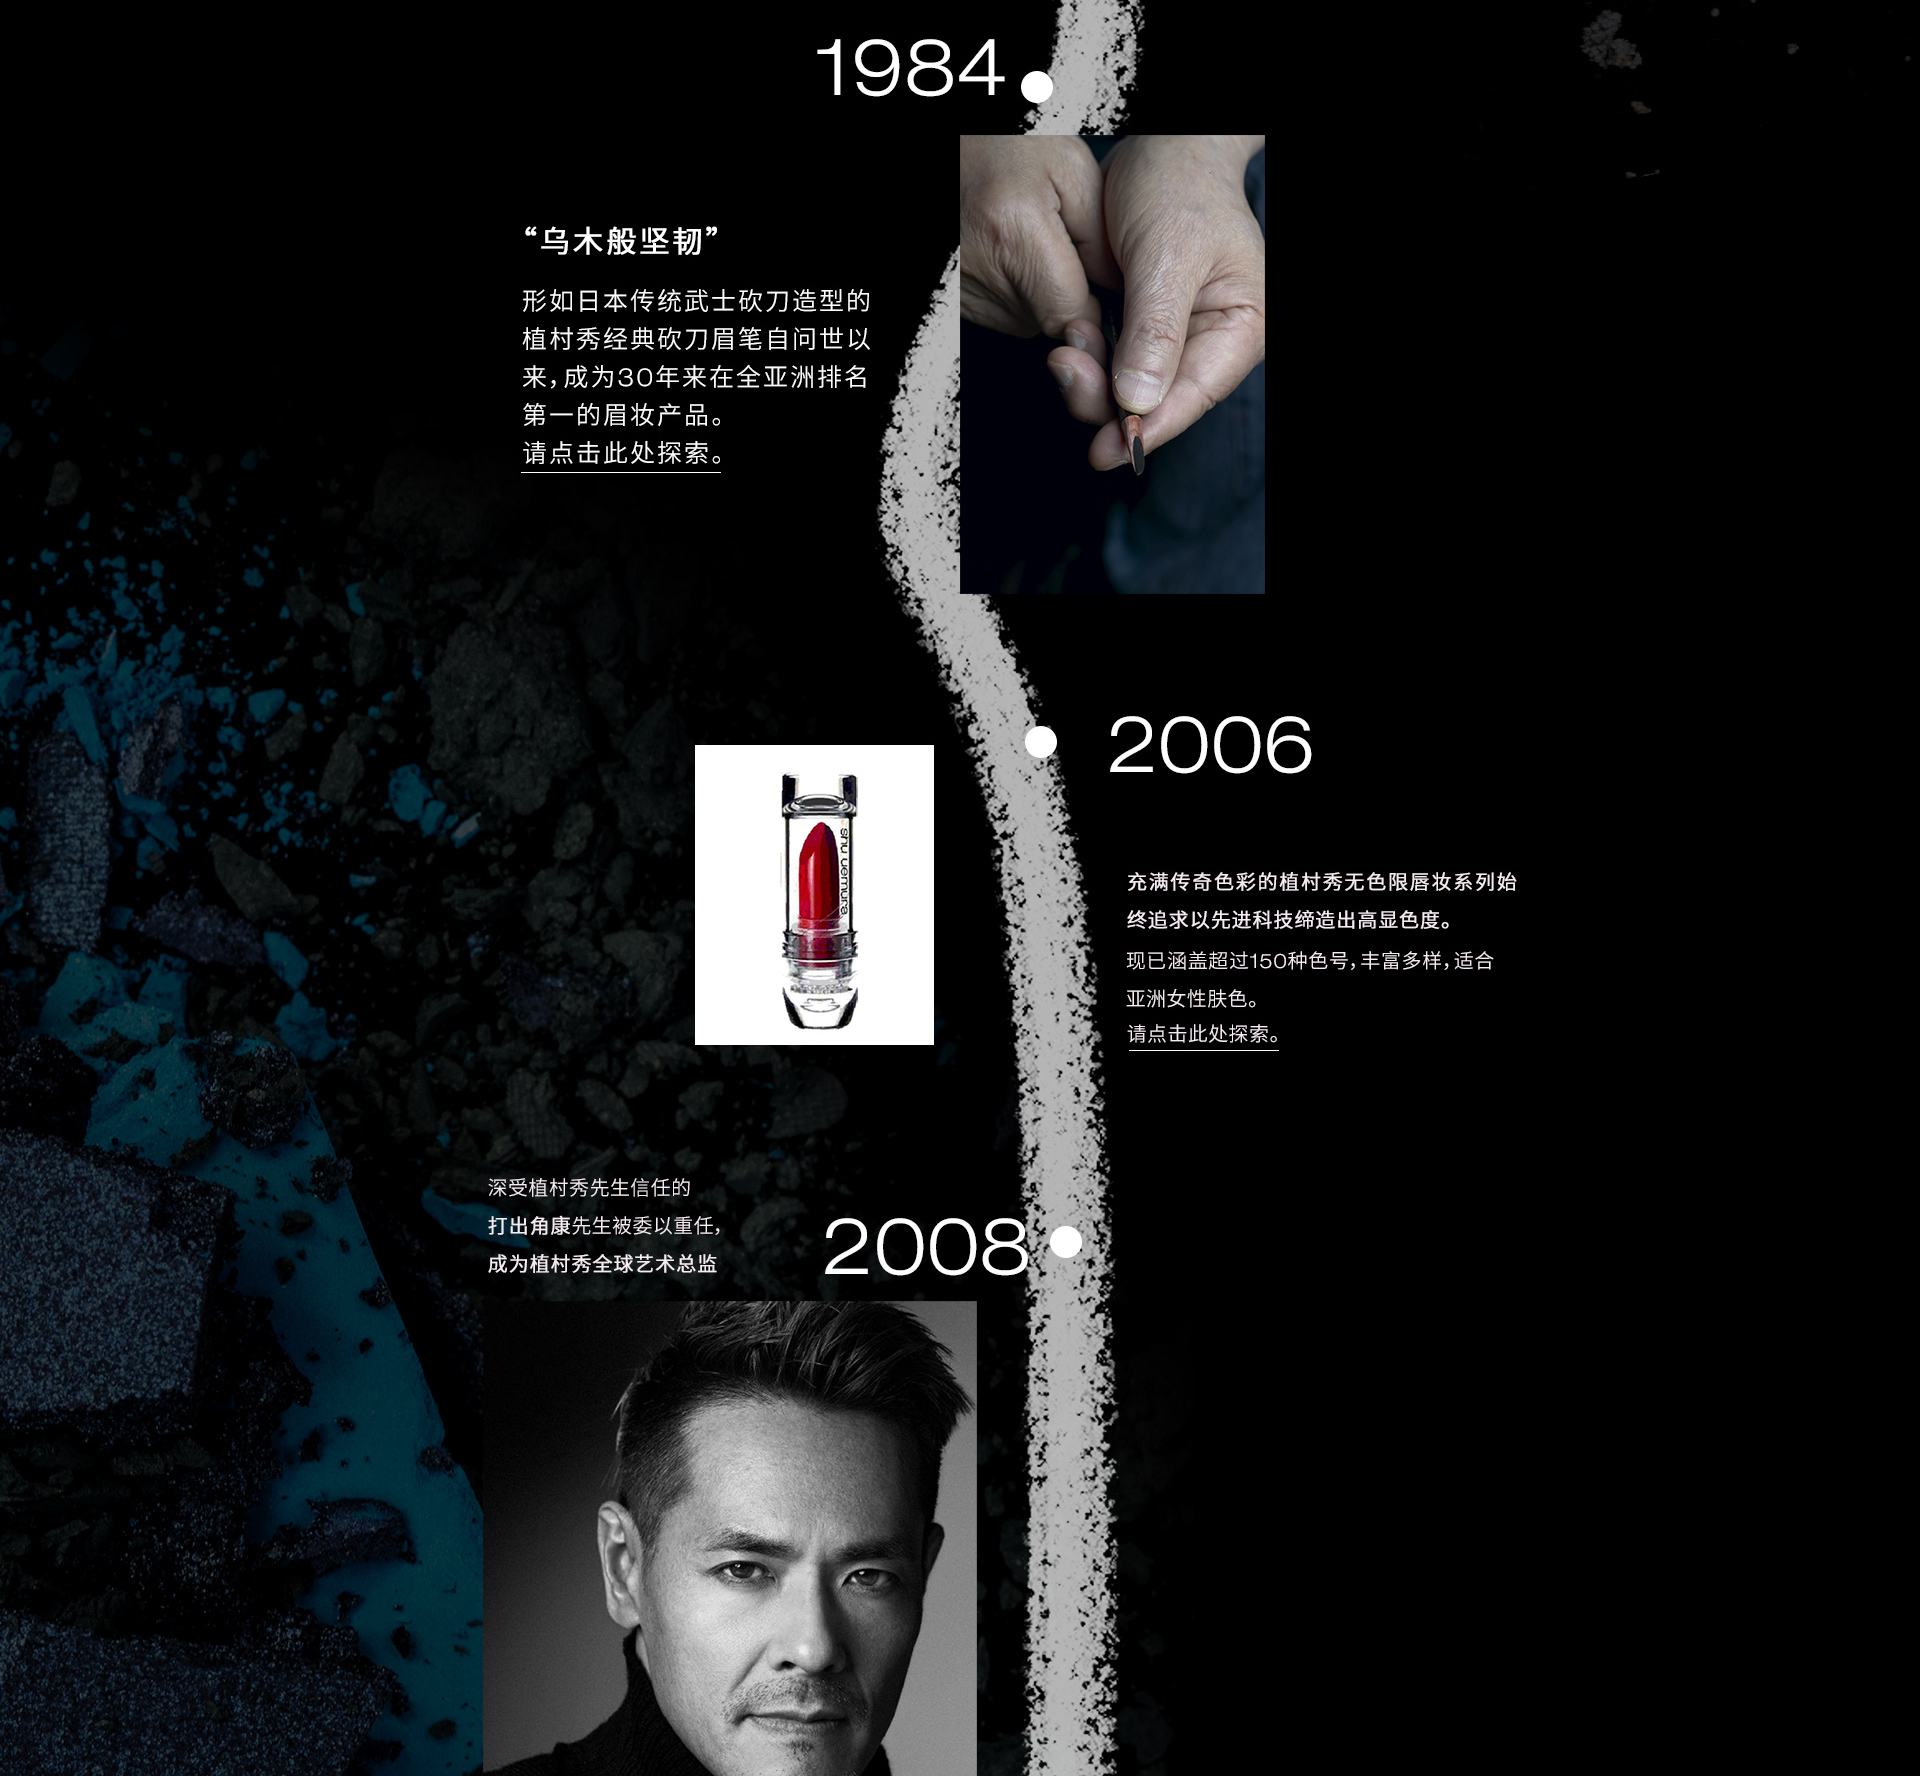 1984
“乌木般坚韧”
形如日本传统武士砍刀造型的
植村秀经典砍刀眉笔自问世以
来，成为30年来在全亚洲排名
第一的眉妆产品。
请点击此处探索。
2006
shu uemura
充满传奇色彩的植村秀无色限唇妆系列始
终追求以先进科技缔造出高显色度。
现已涵盖超过150种色号，丰富多样，适合
亚洲女性肤色。
请点击此处探索。
深受植村秀先生信任的
打出角康先生被委以重任，
成为植村秀全球艺术总监
2008